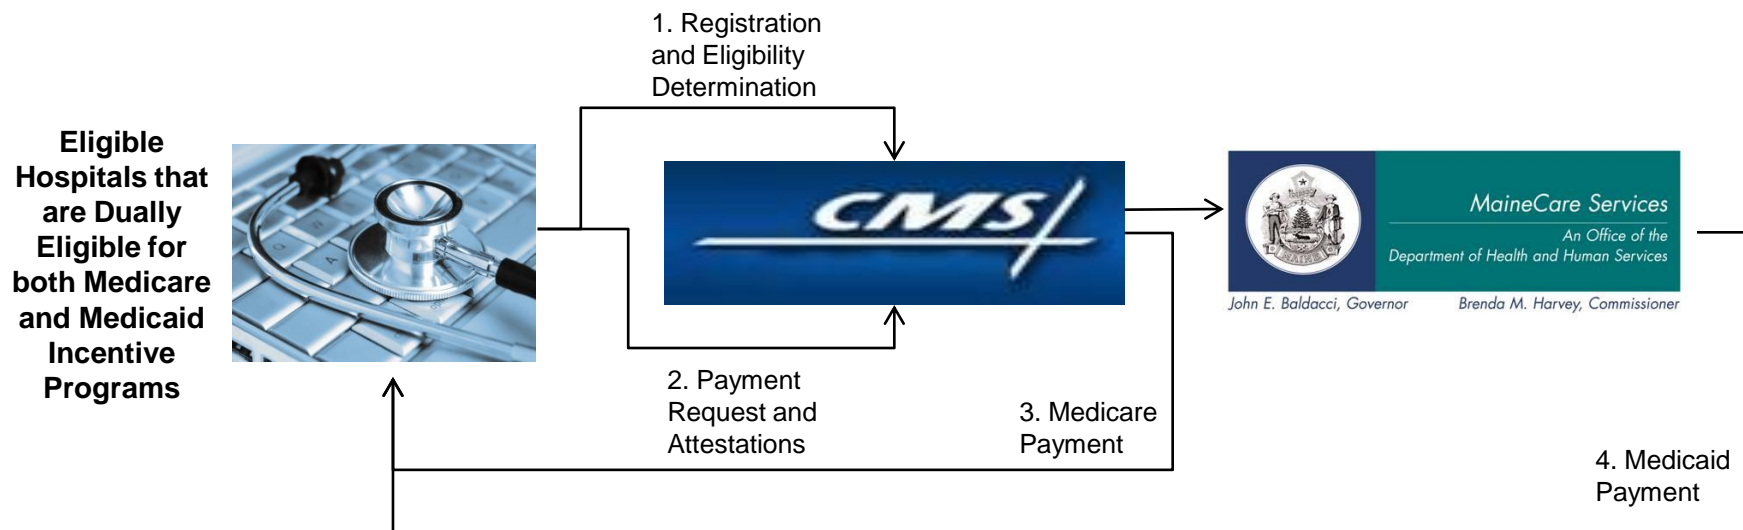 1. Registration
and Eligibility
Determination
Eligible
Hospitals that
are Dually
Eligible for
both Medicare
and Medicaid
Incentive
Programs
CMS
MaineCare Services
An Office of the
Department of Health and Human Services
John E. Baldacci, Governor Brenda M. Harvey, Commissioner
2. Payment
Request and
Attestations
3. Medicare
Payment
4. Medicaid
Payment